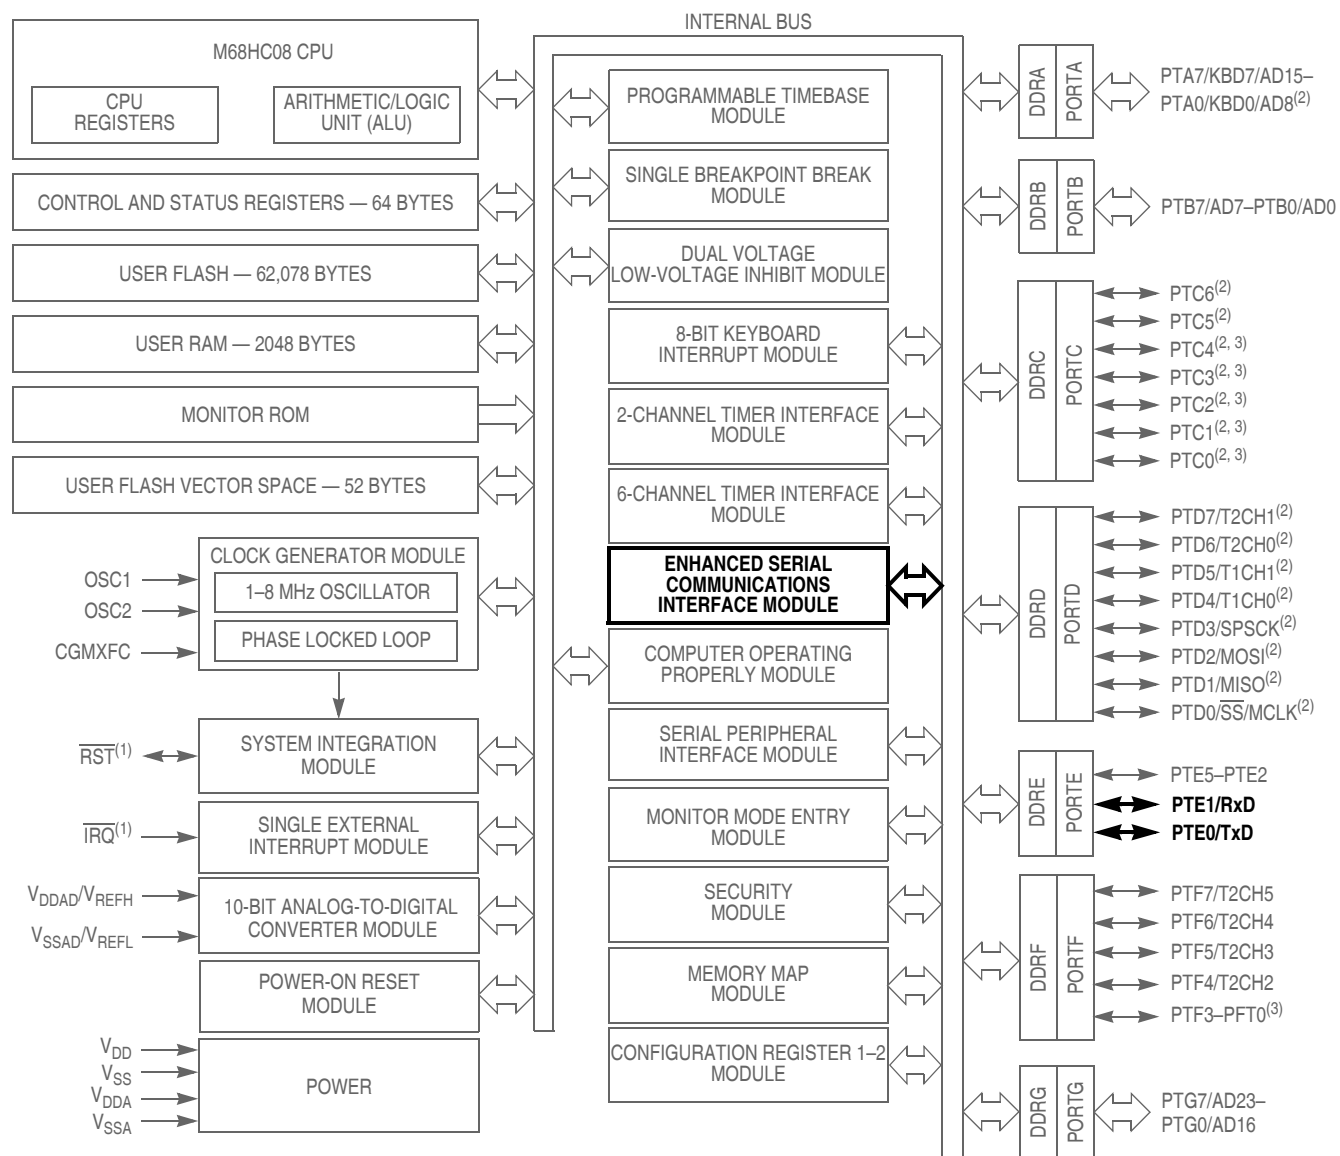 INTERNAL BUS
M68HC08 CPU
CPU
REGISTERS
ARITHMETIC/LOGIC
UNIT (ALU)
CONTROL AND STATUS REGISTERS — 64 BYTES
USER FLASH — 62,078 BYTES
USER RAM — 2048 BYTES
MONITOR ROM
USER FLASH VECTOR SPACE — 52 BYTES
CLOCK GENERATOR MODULE
1–8 MHz OSCILLATOR
PHASE LOCKED LOOP
OSC1
OSC2
CGMXFC
SYSTEM INTEGRATION
MODULE
RST(1)
SINGLE EXTERNAL
INTERRUPT MODULE
IRQ(1)
10-BIT ANALOG-TO-DIGITAL
CONVERTER MODULE
VDDAD/VREFH
VSSAD/VREFL
POWER-ON RESET
MODULE
POWER
VDD
VSS
VDDA
VSSA
PROGRAMMABLE TIMEBASE
MODULE
SINGLE BREAKPOINT BREAK
MODULE
DUAL VOLTAGE
LOW-VOLTAGE INHIBIT MODULE
8-BIT KEYBOARD
INTERRUPT MODULE
2-CHANNEL TIMER INTERFACE
MODULE
6-CHANNEL TIMER INTERFACE
MODULE
ENHANCED SERIAL
COMMUNICATIONS
INTERFACE MODULE
COMPUTER OPERATING
PROPERLY MODULE
SERIAL PERIPHERAL
INTERFACE MODULE
MONITOR MODE ENTRY
MODULE
SECURITY
MODULE
MEMORY MAP
MODULE
CONFIGURATION REGISTER 1–2
MODULE
DDRA
PORTA
PTA7/KBD7/AD15–
PTA0/KBD0/AD8(2)
DDRB
PORTB
PTB7/AD7–PTB0/AD0
DDRC
PORTC
PTC6(2)
PTC5(2)
PTC4(2, 3)
PTC3(2, 3)
PTC2(2, 3)
PTC1(2, 3)
PTC0(2, 3)
DDRD
PORTD
PTD7/T2CH1(2)
PTD6/T2CH0(2)
PTD5/T1CH1(2)
PTD4/T1CH0(2)
PTD3/SPSCK(2)
PTD2/MOSI(2)
PTD1/MISO(2)
PTD0/SS/MCLK(2)
DDRE
PORTE
PTE5–PTE2
PTE1/RxD
PTE0/TxD
DDRF
PORTF
PTF7/T2CH5
PTF6/T2CH4
PTF5/T2CH3
PTF4/T2CH2
PTF3–PFT0(3)
DDRG
PORTG
PTG7/AD23–
PTG0/AD16